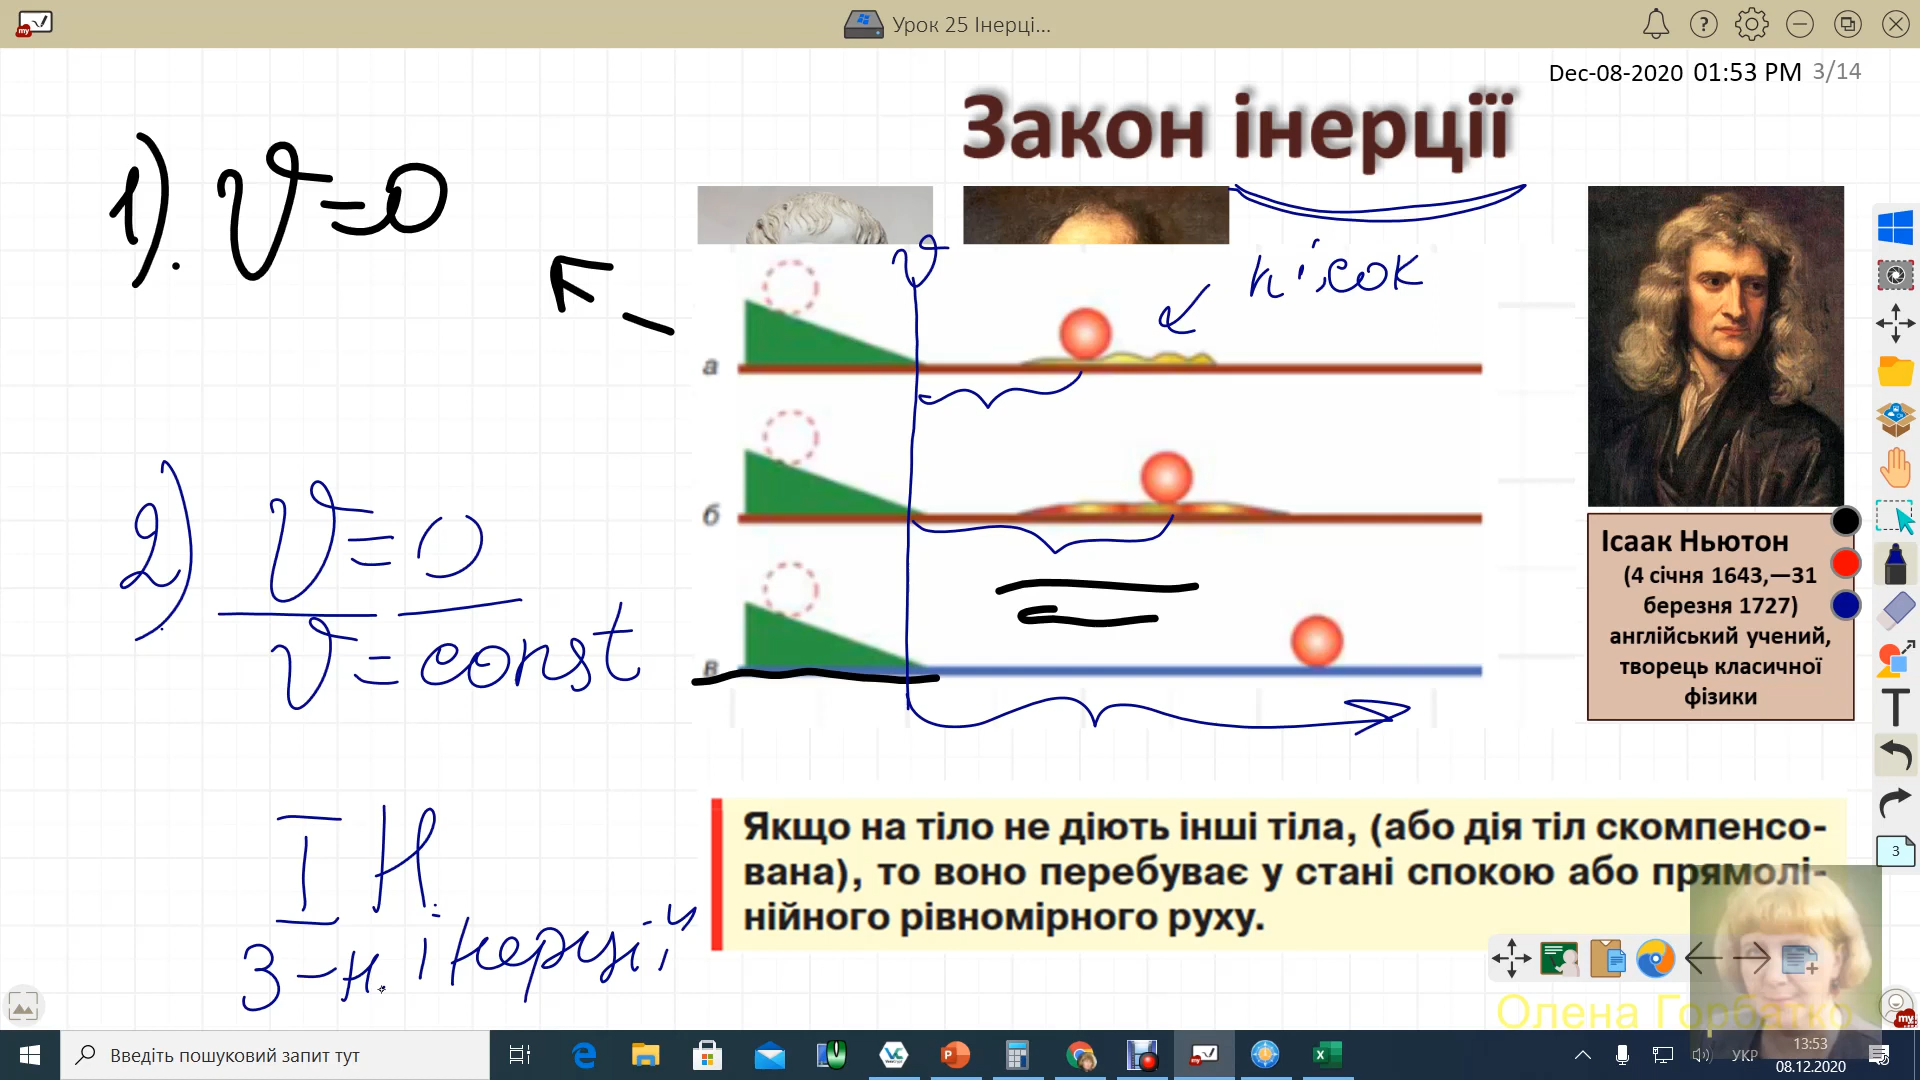 Урок 25 Інерці...
Dec-08-2020 01:53 PM 3/14
Закон інерції
1). v=0
пісок
v
а
б
в
2) v=0
v=const
Ісаак Ньютон
(4 січня 1643,—31
березня 1727)
англійський учений,
творець класичної
фізики
І Н.
З-н. інерції
Якщо на тіло не діють інші тіла, (або дія тіл скомпенсо-
вана), то воно перебуває у стані спокою або прямолі-
нійного рівномірного руху.
3
T
Олена Горбатко
my
Введіть пошуковий запит тут
УКР
13:53
08.12.2020